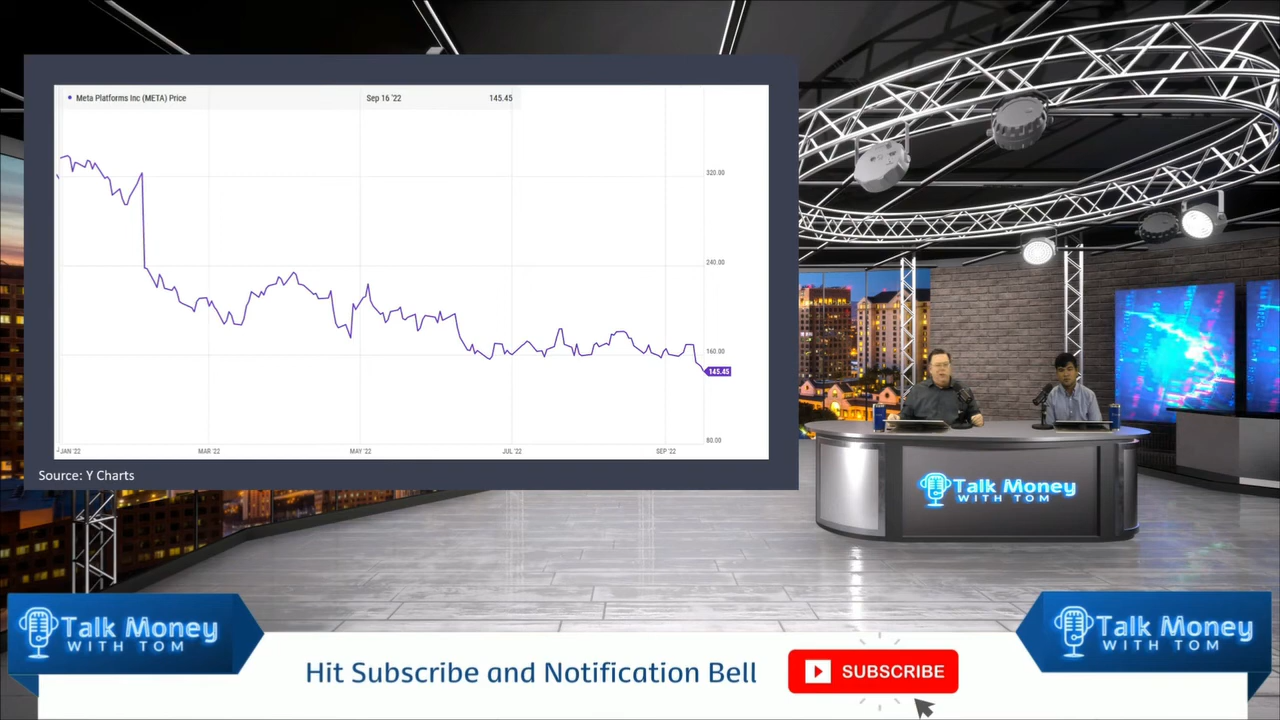 Meta Platforms Inc (META) Price Sep 16 '22 145.45
320.00
240.00
160.00
145.45
80.00
JAN '22 MAR '22 MAY '22 JUL '22 SEP '22
Source: Y Charts
Talk Money
WITH TOM
Talk Money
WITH TOM
Hit Subscribe and Notification Bell
SUBSCRIBE
Talk Money
WITH TOM